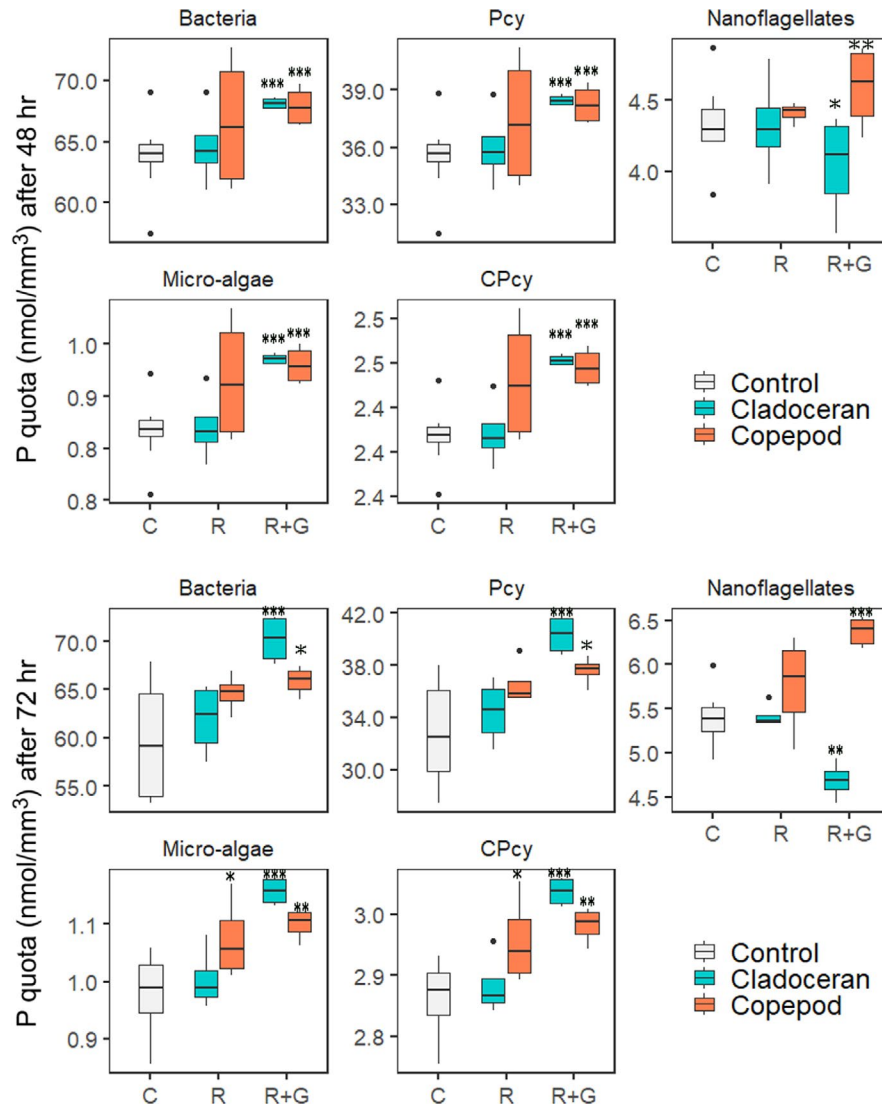 Bacteria Pcy Nanoflagellates
P quota (nmol/mm³) after 48 hr
70.0
65.0
60.0
39.0
36.0
33.0
*** ***
*** ***
* **
4.5
4.0
C R R+G
Micro-algae CPcy
1.0
0.9
0.8
0.8
2.5
2.5
2.4
2.4
2.4
*** ***
*** ***
C R R+G
C R R+G
Control
Cladoceran
Copepod
Bacteria Pcy Nanoflagellates
P quota (nmol/mm³) after 72 hr
70.0
65.0
60.0
55.0
42.0
38.0
34.0
30.0
*** *
*** *
** ***
6.5
6.0
5.5
5.0
4.5
C R R+G
Micro-algae CPcy
1.1
1.0
0.9
3.0
2.9
2.8
* *** **
* *** **
C R R+G
C R R+G
Control
Cladoceran
Copepod